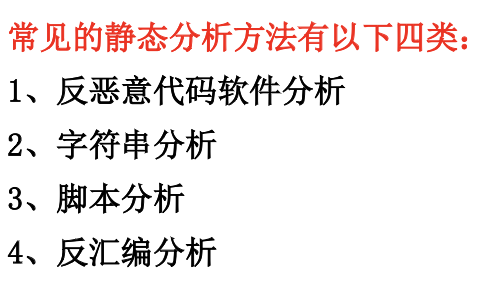 常见的静态分析方法有以下四类：
1、反恶意代码软件分析
2、字符串分析
3、脚本分析
4、反汇编分析